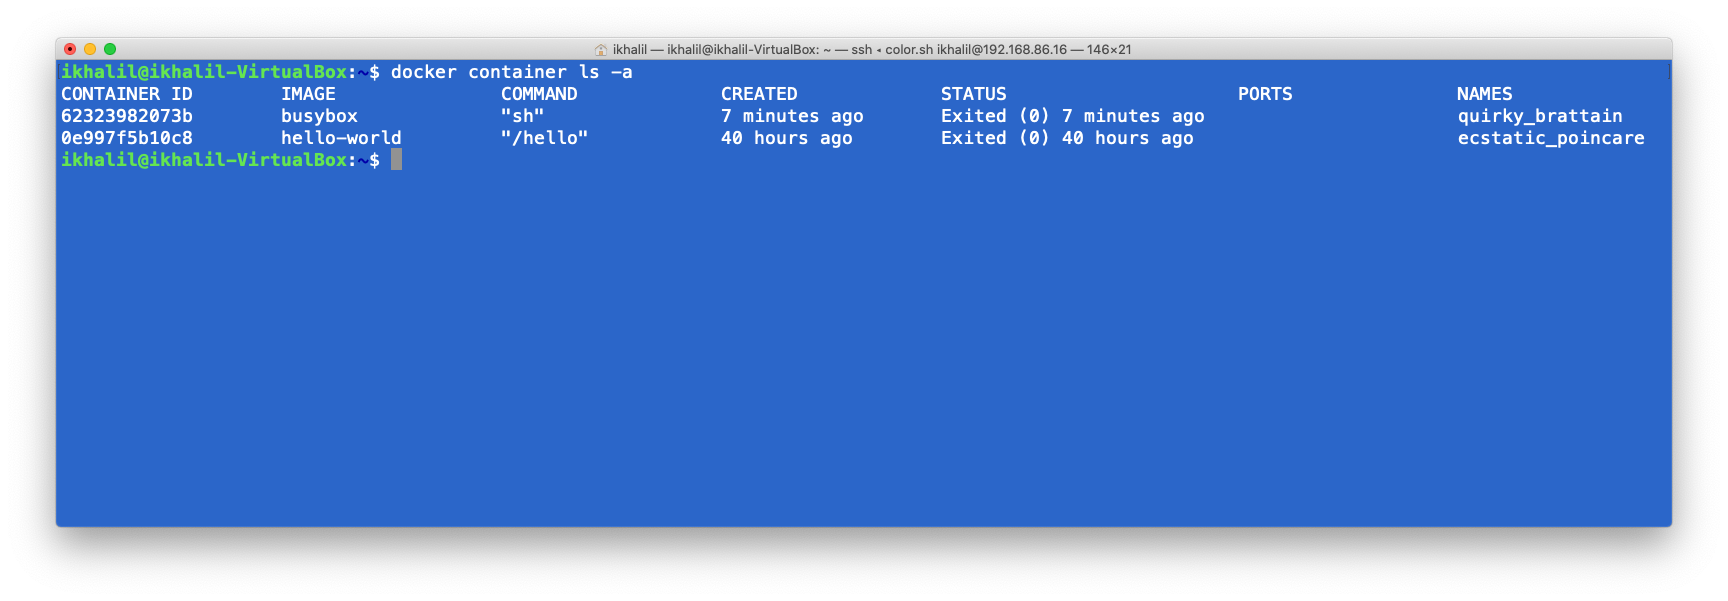 ikhalil — ikhalil@ikhalil-VirtualBox: ~ — ssh ◂ color.sh ikhalil@192.168.86.16 — 146×21
ikhalil@ikhalil-VirtualBox:~$ docker container ls -a
CONTAINER ID        IMAGE               COMMAND             CREATED             STATUS                     PORTS               NAMES
62323982073b        busybox             "sh"                7 minutes ago       Exited (0) 7 minutes ago                       quirky_brattain
0e997f5b10c8        hello-world         "/hello"            40 hours ago        Exited (0) 40 hours ago                        ecstatic_poincare
ikhalil@ikhalil-VirtualBox:~$